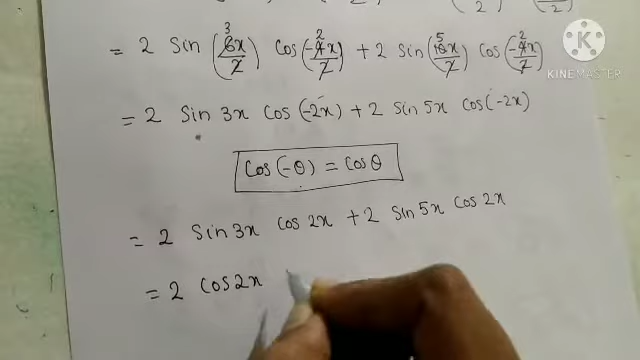 2 2
= 2 Sin (6x/2) 3 Cos (-4x/2) 2 + 2 Sin (10x/2) 5 Cos (-4x/2) 2
KINEMASTER
= 2 Sin 3x Cos (-2x) + 2 Sin 5x Cos (-2x)
Cos (-θ) = Cos θ
= 2 Sin 3x Cos 2x + 2 Sin 5x Cos 2x
= 2 Cos 2x